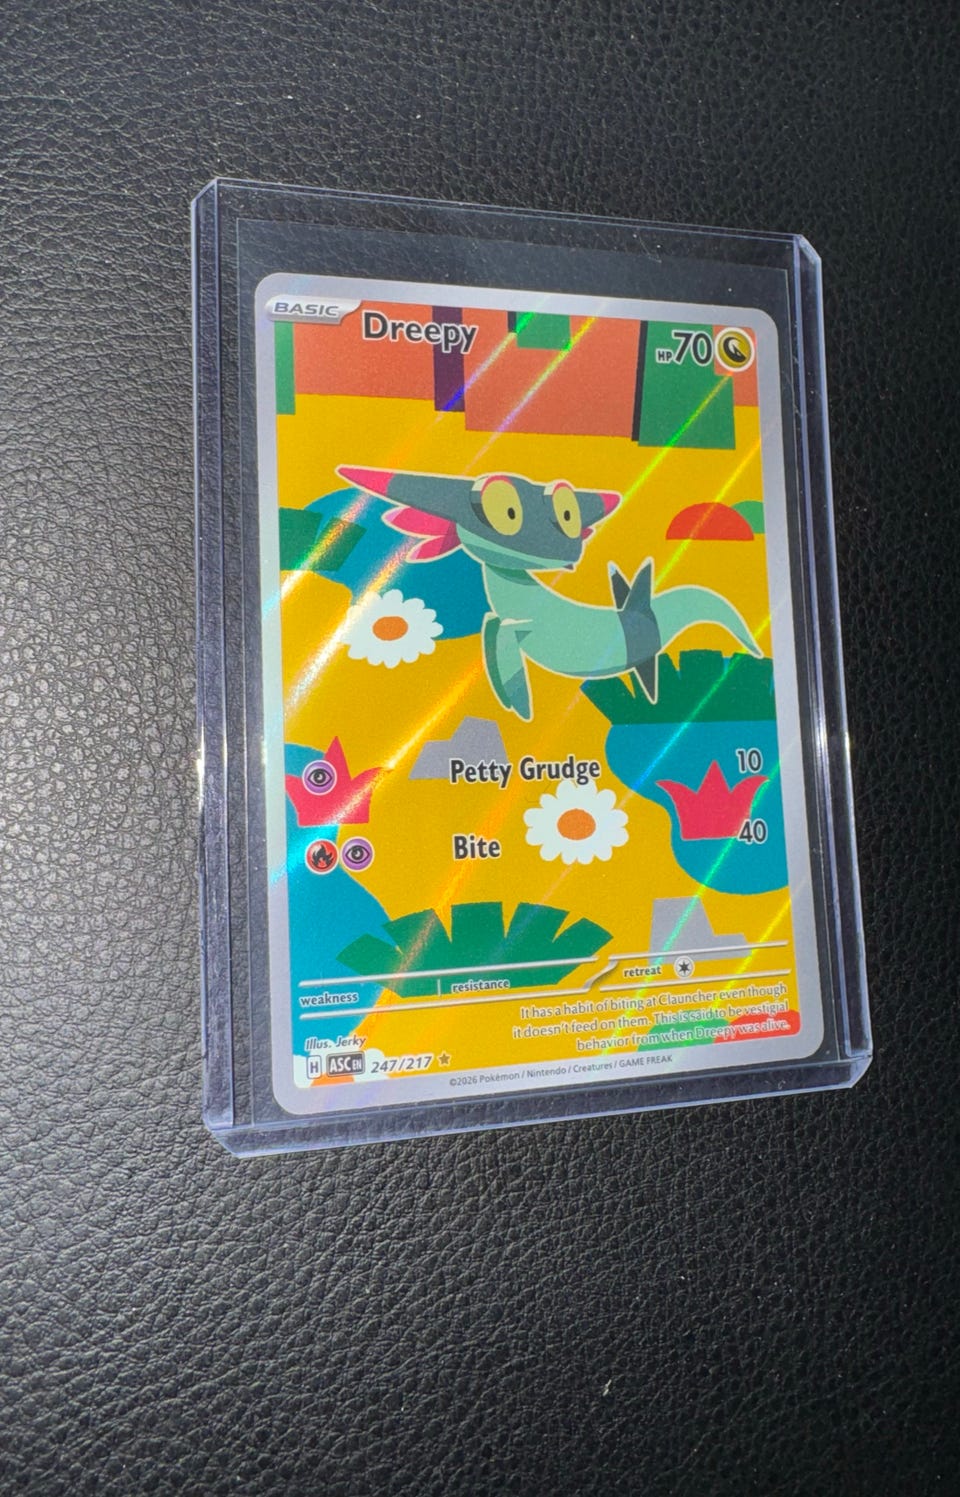 BASIC
Dreepy
HP 70
Petty Grudge 10
Bite 40
weakness resistance retreat
It has a habit of biting at Clauncher even though
it doesn't feed on them. This is said to be vestigial
behavior from when Dreepy was alive.
Illus. Jerky
H ASC EN 247/217
©2026 Pokémon / Nintendo / Creatures / GAME FREAK